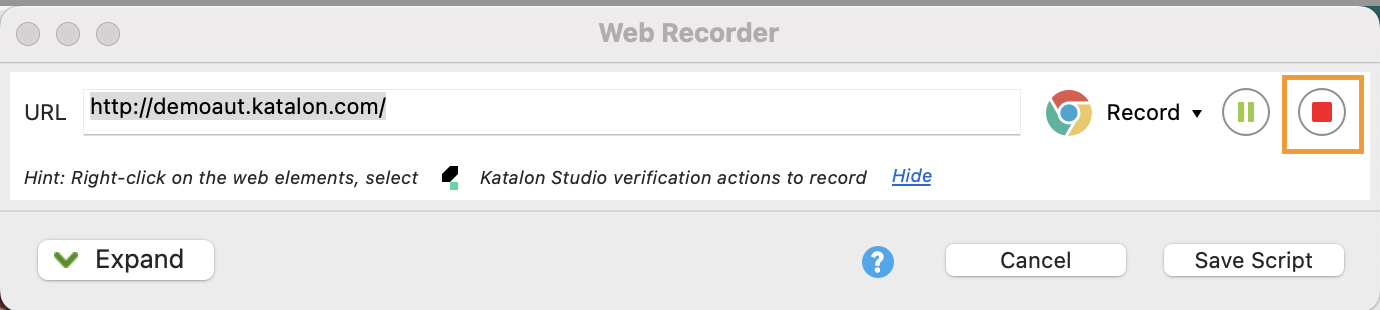 Web Recorder
URL http://demoaut.katalon.com/ Record
Hint: Right-click on the web elements, select Katalon Studio verification actions to record Hide
Expand ? Cancel Save Script